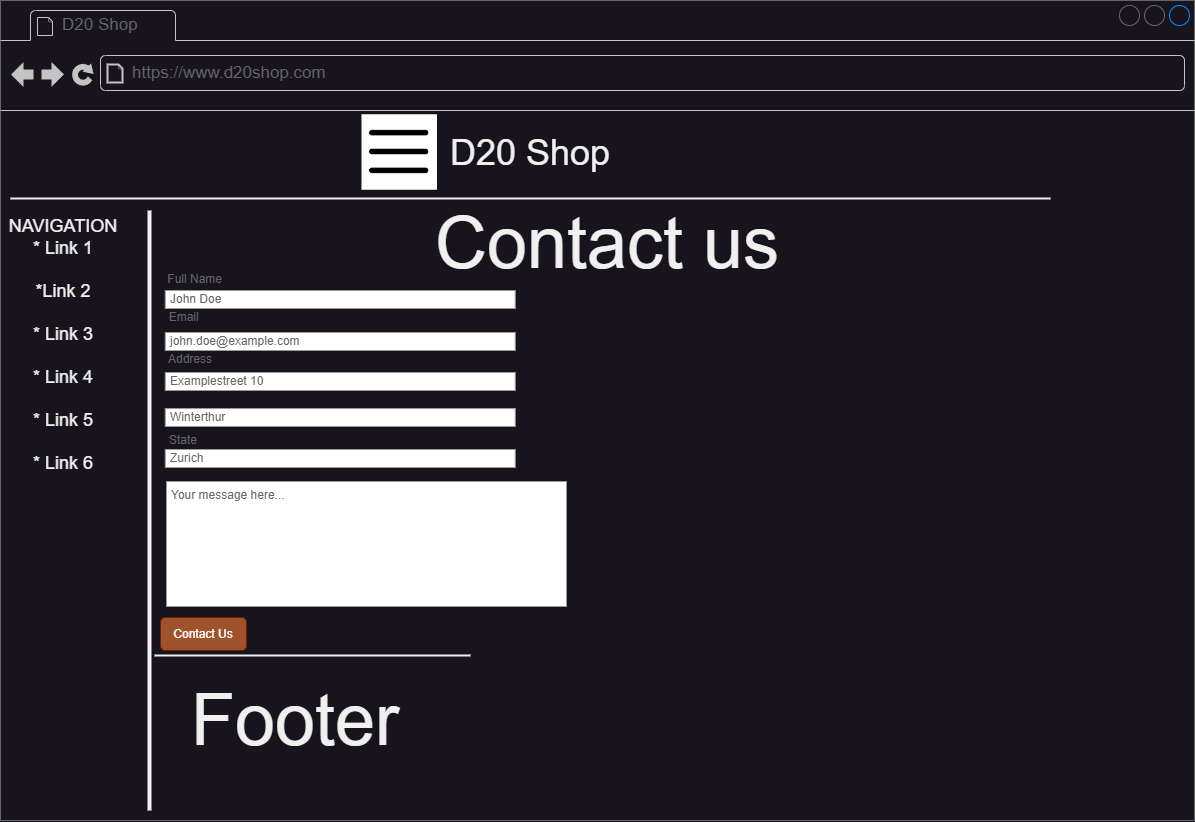 D20 Shop
https://www.d20shop.com
D20 Shop
NAVIGATION
* Link 1
*Link 2
* Link 3
* Link 4
* Link 5
* Link 6
Contact us
Full Name
John Doe
Email
john.doe@example.com
Address
Examplestreet 10
Winterthur
State
Zurich
Your message here...
Contact Us
Footer